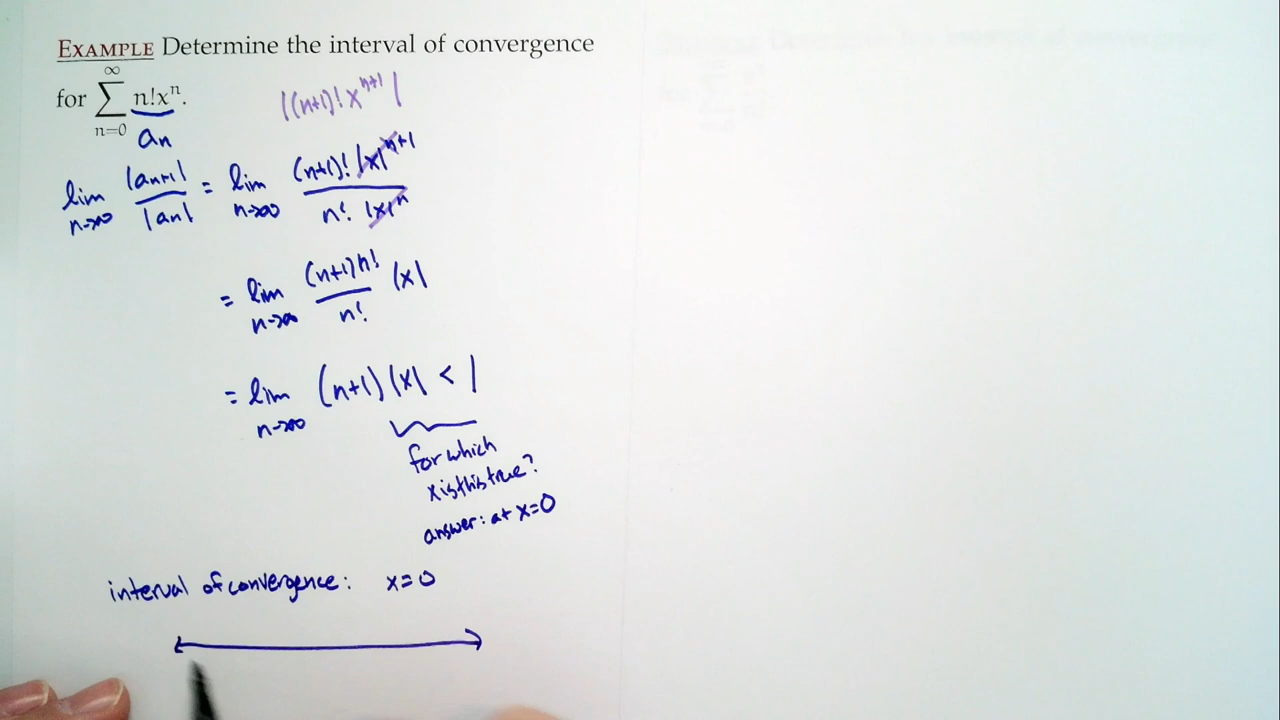 EXAMPLE Determine the interval of convergence
for ∑_{n=0}^{∞} n!x^n.
|(n+1)! x^{n+1}|
a_n
lim_{n→∞} |a_{n+1}| / |a_n| = lim_{n→∞} (n+1)! |x|^{n+1} / n! |x|^n
= lim_{n→∞} (n+1)n! / n! |x|
= lim_{n→∞} (n+1)|x| < 1
for which
x is this true?
answer: at x=0
interval of convergence: x=0